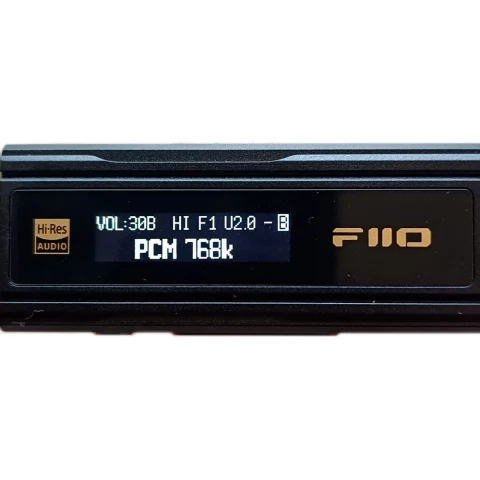 Hi-Res
AUDIO
VOL:30B HI F1 U2.0 - B
PCM 768k
FIIO